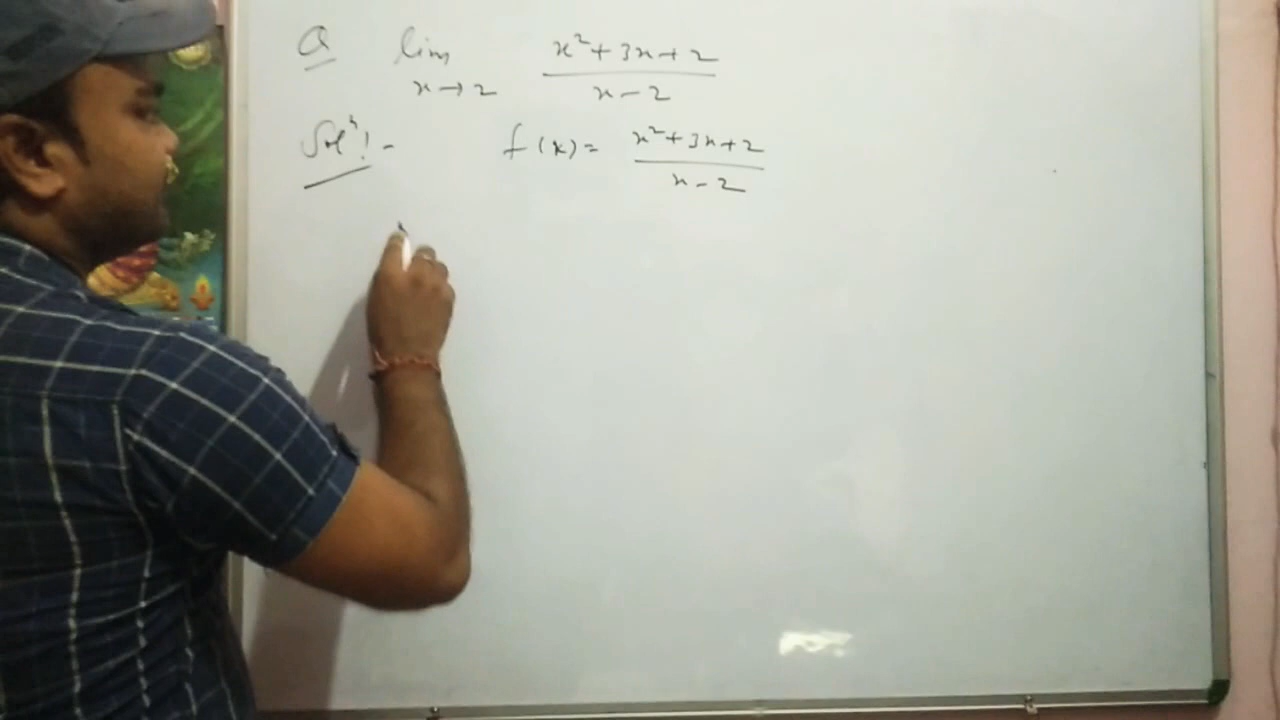 Q lim x→2 x²+3x+2 / x-2
Solⁿ:- f(x)= x²+3x+2 / x-2